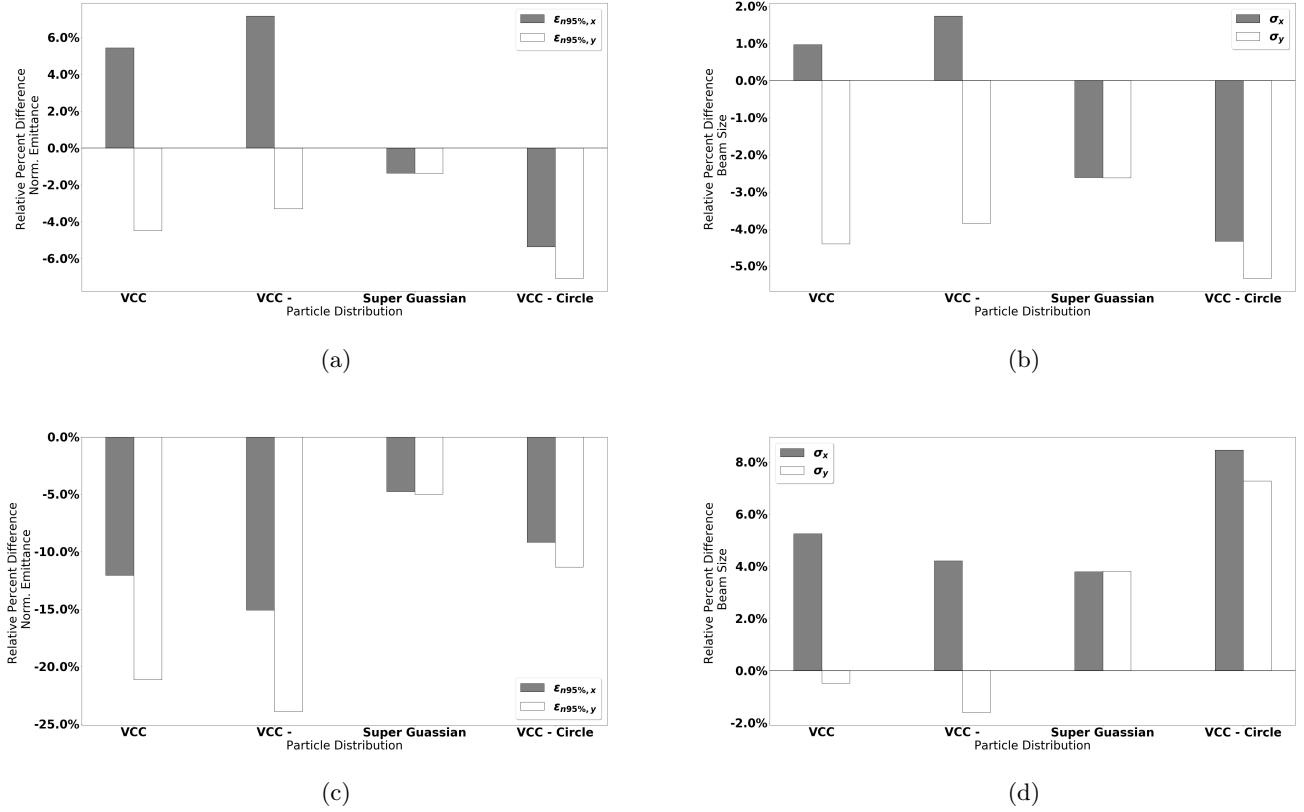 6.0%
4.0%
2.0%
0.0%
-2.0%
-4.0%
-6.0%
Relative Percent Difference
Norm. Emittance
εn95%,x
εn95%,y
VCC
VCC -
Super Guassian
VCC - Circle
Particle Distribution
(a)
2.0%
1.0%
0.0%
-1.0%
-2.0%
-3.0%
-4.0%
-5.0%
Relative Percent Difference
Beam Size
σx
σy
VCC
VCC -
Super Guassian
VCC - Circle
Particle Distribution
(b)
0.0%
-5.0%
-10.0%
-15.0%
-20.0%
-25.0%
Relative Percent Difference
Norm. Emittance
εn95%,x
εn95%,y
VCC
VCC -
Super Guassian
VCC - Circle
Particle Distribution
(c)
8.0%
6.0%
4.0%
2.0%
0.0%
-2.0%
Relative Percent Difference
Beam Size
σx
σy
VCC
VCC -
Super Guassian
VCC - Circle
Particle Distribution
(d)